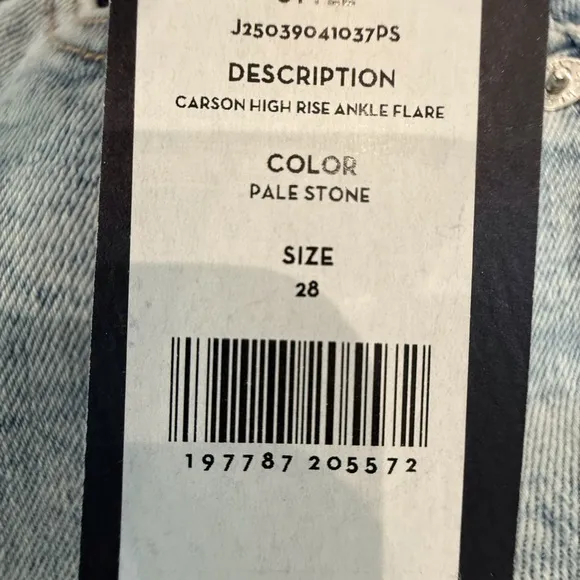 J25039041037PS
DESCRIPTION
CARSON HIGH RISE ANKLE FLARE
COLOR
PALE STONE
SIZE
28
197787 205572